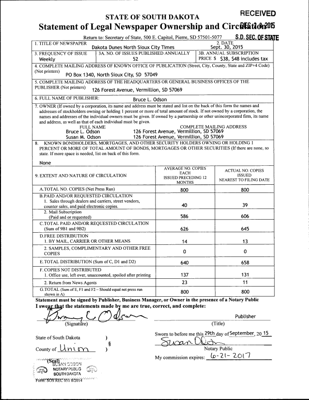 STATE OF SOUTH DAKOTA
RECEIVED
Statement of Legal Newspaper Ownership and Circulation
Return to: Secretary of State, 500 E. Capitol, Pierre, SD 57501-5077
S.D. SEC. OF STATE
1. TITLE OF NEWSPAPER
Dakota Dunes North Sioux City Times
2. DATE
Sept. 30, 2015
3. FREQUENCY OF ISSUE
Weekly
3A. NO. OF ISSUES PUBLISHED ANNUALLY
52
3B. ANNUAL SUBSCRIPTION
PRICE $ $38, $48 includes tax
4. COMPLETE MAILING ADDRESS OF KNOWN OFFICE OF PUBLICATION (Street, City, County, State and ZIP+4 Code)
(Not printers)
PO Box 1340, North Sioux City, SD 57049
5. COMPLETE MAILING ADDRESS OF THE HEADQUARTERS OR GENERAL BUSINESS OFFICES OF THE
PUBLISHER (Not printers)
126 Forest Avenue, Vermillion, SD 57069
6. FULL NAME OF PUBLISHER:
Bruce L. Odson
7. OWNER (If owned by a corporation, its name and address must be stated and list on the back of this form the names and
addresses of stockholders owning or holding 1 percent or more of total amount of stock. If not owned by a corporation, the
names and addresses of the individual owners must be given. If owned by a partnership or other unincorporated firm, its name
and address, as well as that of each individual must be given.
FULL NAME
COMPLETE MAILING ADDRESS
Bruce L. Odson
126 Forest Avenue, Vermillion, SD 57069
Susan M. Odson
126 Forest Avenue, Vermillion, SD 57069
8. KNOWN BONDHOLDERS, MORTGAGES, AND OTHER SECURITY HOLDERS OWNING OR HOLDING 1
PERCENT OR MORE OF TOTAL AMOUNT OF BONDS, MORTGAGES OR OTHER SECURITIES (If there are none, so
state. If more space is needed, list on back of this form.
None
9. EXTENT AND NATURE OF CIRCULATION
AVERAGE NO. COPIES
EACH
ISSUED PRECEDING 12
MONTHS
ACTUAL NO. COPIES
ISSUED
NEAREST TO FILING DATE
A. TOTAL NO. COPIES (Net Press Run)
800
800
B. PAID AND/OR REQUESTED CIRCULATION
1. Sales through dealers and carriers, street vendors,
counter sales, and paid electronic copies.
40
39
2. Mail Subscription
(Paid and or requested)
586
606
C. TOTAL PAID AND/OR REQUESTED CIRCULATION
(Sum of 9B1 and 9B2)
626
645
D. FREE DISTRIBUTION
1. BY MAIL, CARRIER OR OTHER MEANS
14
13
2. SAMPLES, COMPLIMENTARY AND OTHER FREE
COPIES
0
0
E. TOTAL DISTRIBUTION (Sum of C, D1 and D2)
640
658
F. COPIES NOT DISTRIBUTED
1. Office use, left over, unaccounted, spoiled after printing
137
131
2. Return from News Agents
23
11
G. TOTAL (Sum of E, F1 and F2 - Should equal net press run
shown in A)
800
800
Statement must be signed by Publisher, Business Manager, or Owner in the presence of a Notary Public
I swear that the statements made by me are true, correct, and complete:
Publisher
(Signature)
(Title)
State of South Dakota )
§
County of Union )
Sworn to before me this 29th day of September, 20 15
Susan Odson
Notary Public
My commission expires: 6-21-2017
(Seal)
NOTARY PUBLIC
SOUTH DAKOTA